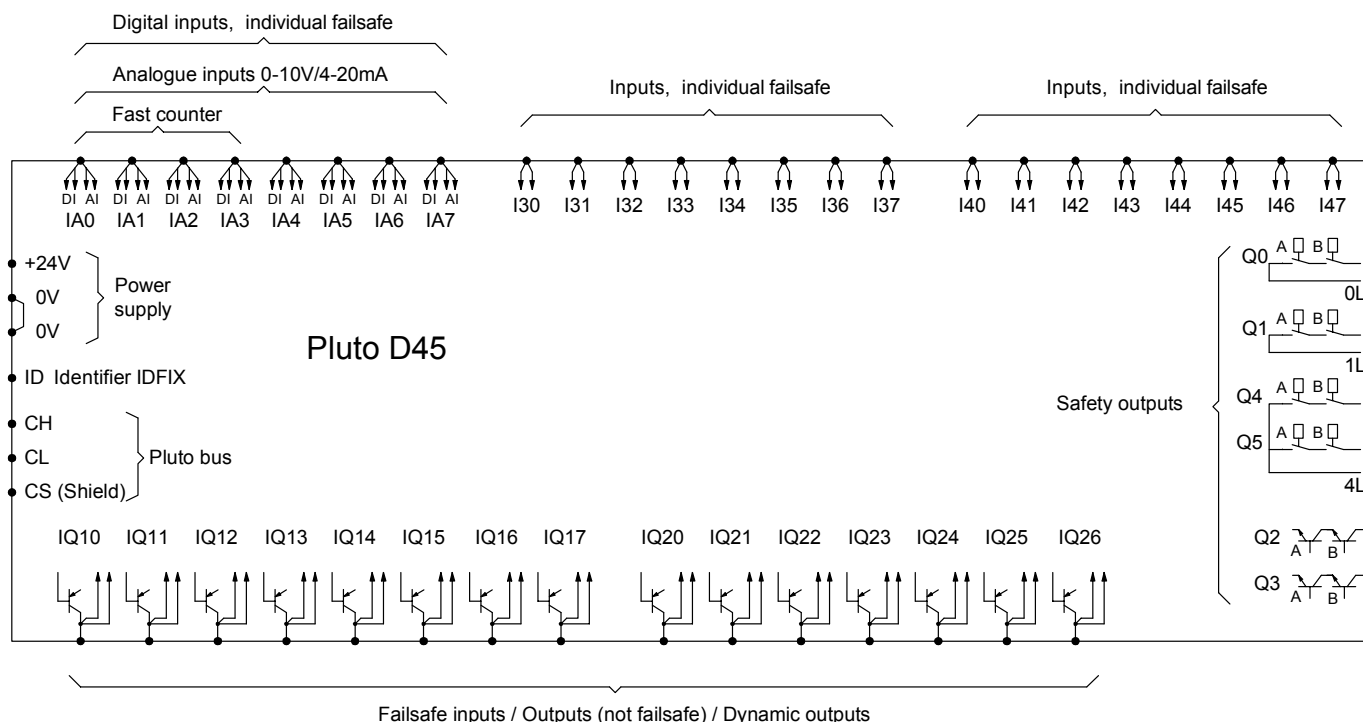 Digital inputs, individual failsafe
Analogue inputs 0-10V/4-20mA
Fast counter
Inputs, individual failsafe
Inputs, individual failsafe
DI AI DI AI DI AI DI AI DI AI DI AI DI AI DI AI
IA0 IA1 IA2 IA3 IA4 IA5 IA6 IA7
I30 I31 I32 I33 I34 I35 I36 I37
I40 I41 I42 I43 I44 I45 I46 I47
+24V
0V
0V
Power
supply
Pluto D45
ID Identifier IDFIX
CH
CL
CS (Shield)
Pluto bus
Safety outputs
Q0 A B
0L
Q1 A B
1L
Q4 A B
Q5 A B
4L
Q2 A B
Q3 A B
IQ10 IQ11 IQ12 IQ13 IQ14 IQ15 IQ16 IQ17
IQ20 IQ21 IQ22 IQ23 IQ24 IQ25 IQ26
Failsafe inputs / Outputs (not failsafe) / Dynamic outputs